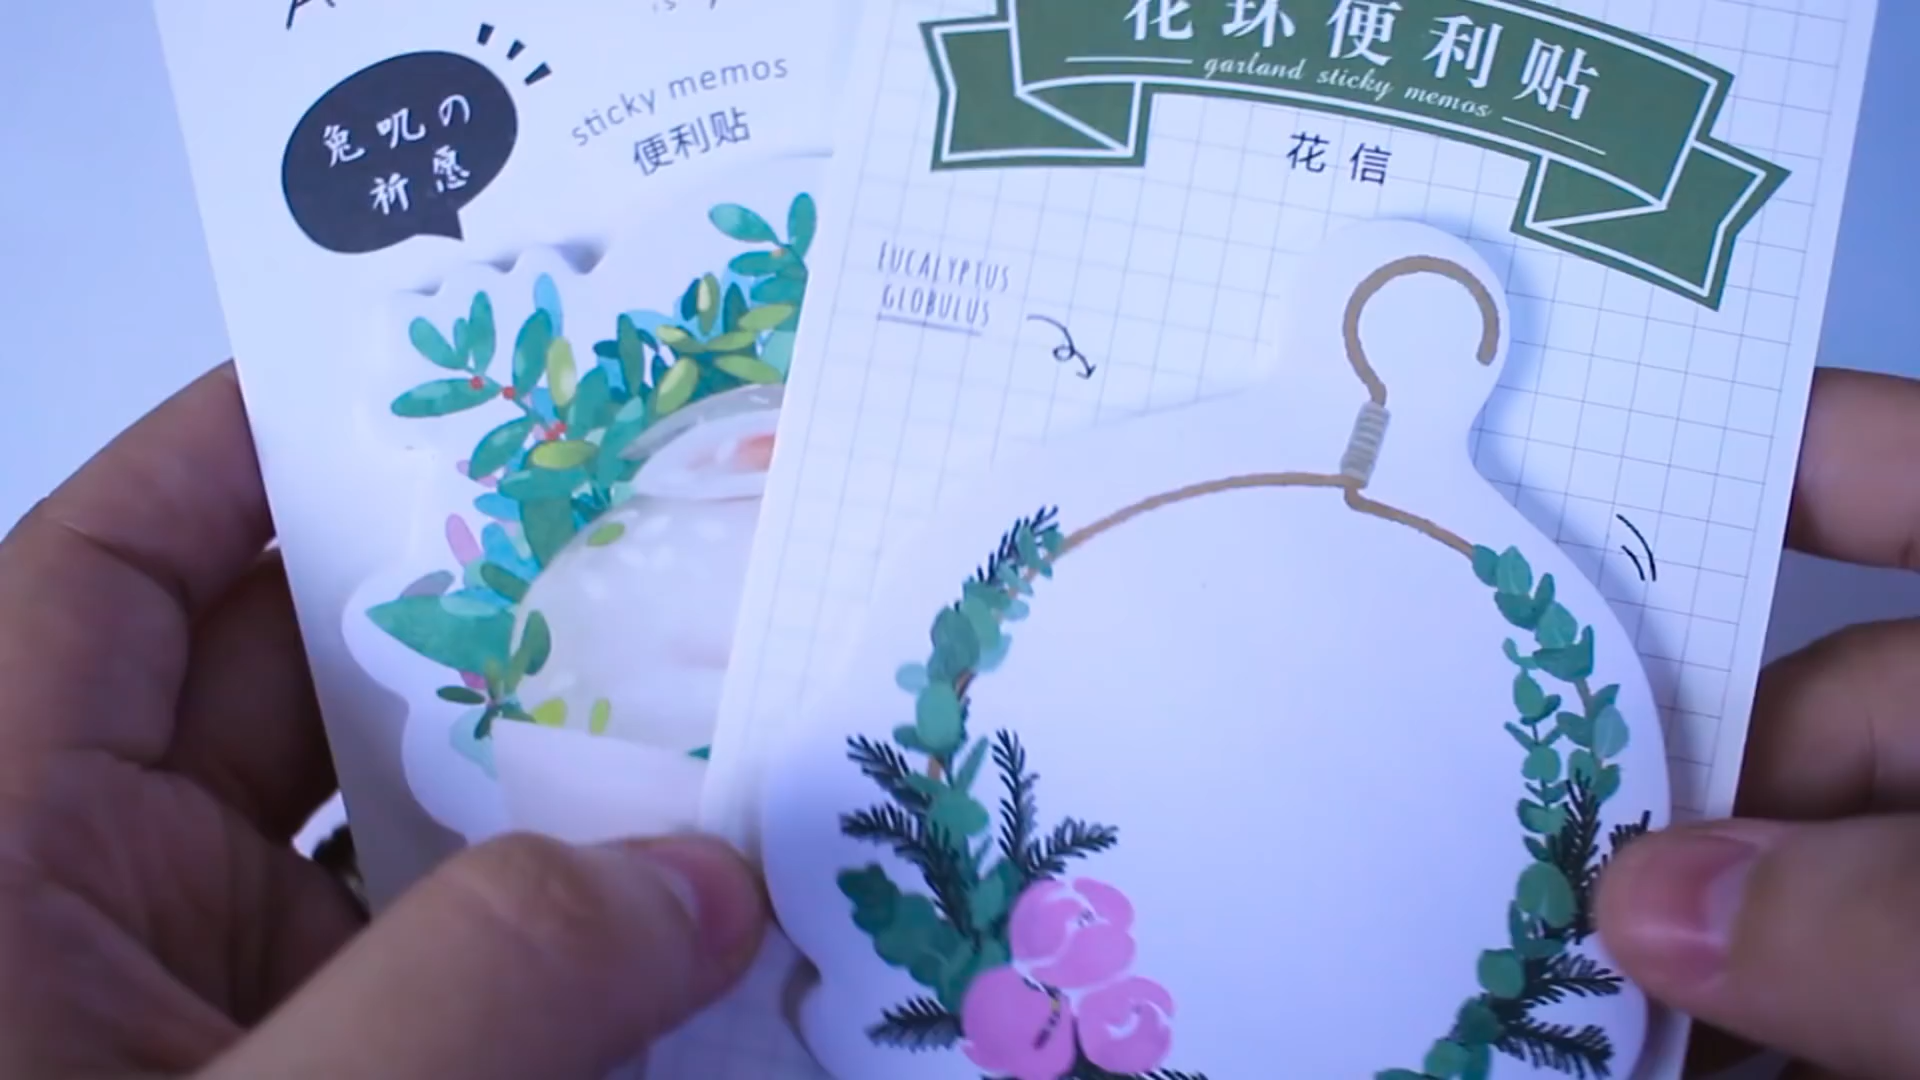 兔叽の
祈愿
sticky memos
便利贴
花环便利贴
garland sticky memos
花信
EUCALYPTUS
GLOBULUS